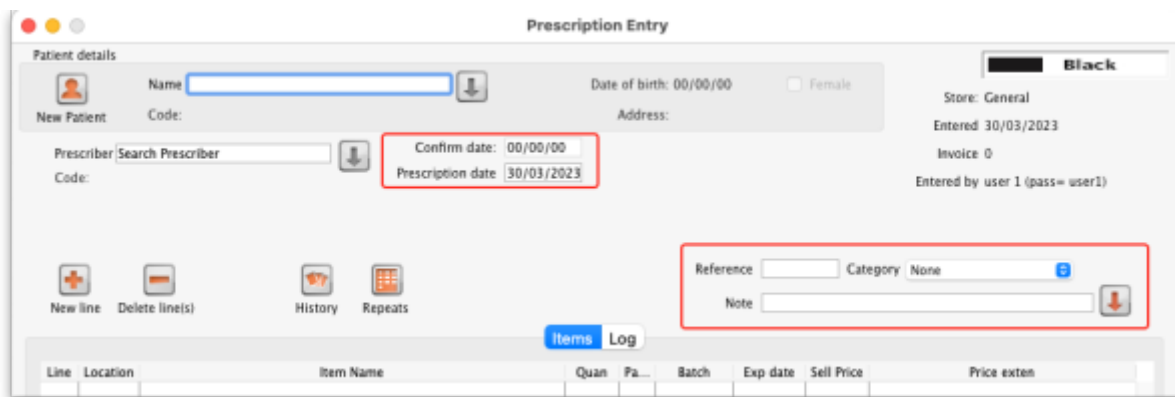 Prescription Entry
Patient details
Black
Name
Date of birth: 00/00/00
Female
Store: General
New Patient
Code:
Address:
Entered 30/03/2023
Prescriber Search Prescriber
Confirm date: 00/00/00
Invoice 0
Code:
Prescription date 30/03/2023
Entered by user 1 (pass= user1)
Reference
Category None
New line
Delete line(s)
History
Repeats
Note
Items Log
Line Location Item Name Quan Pa... Batch Exp date Sell Price Price exten